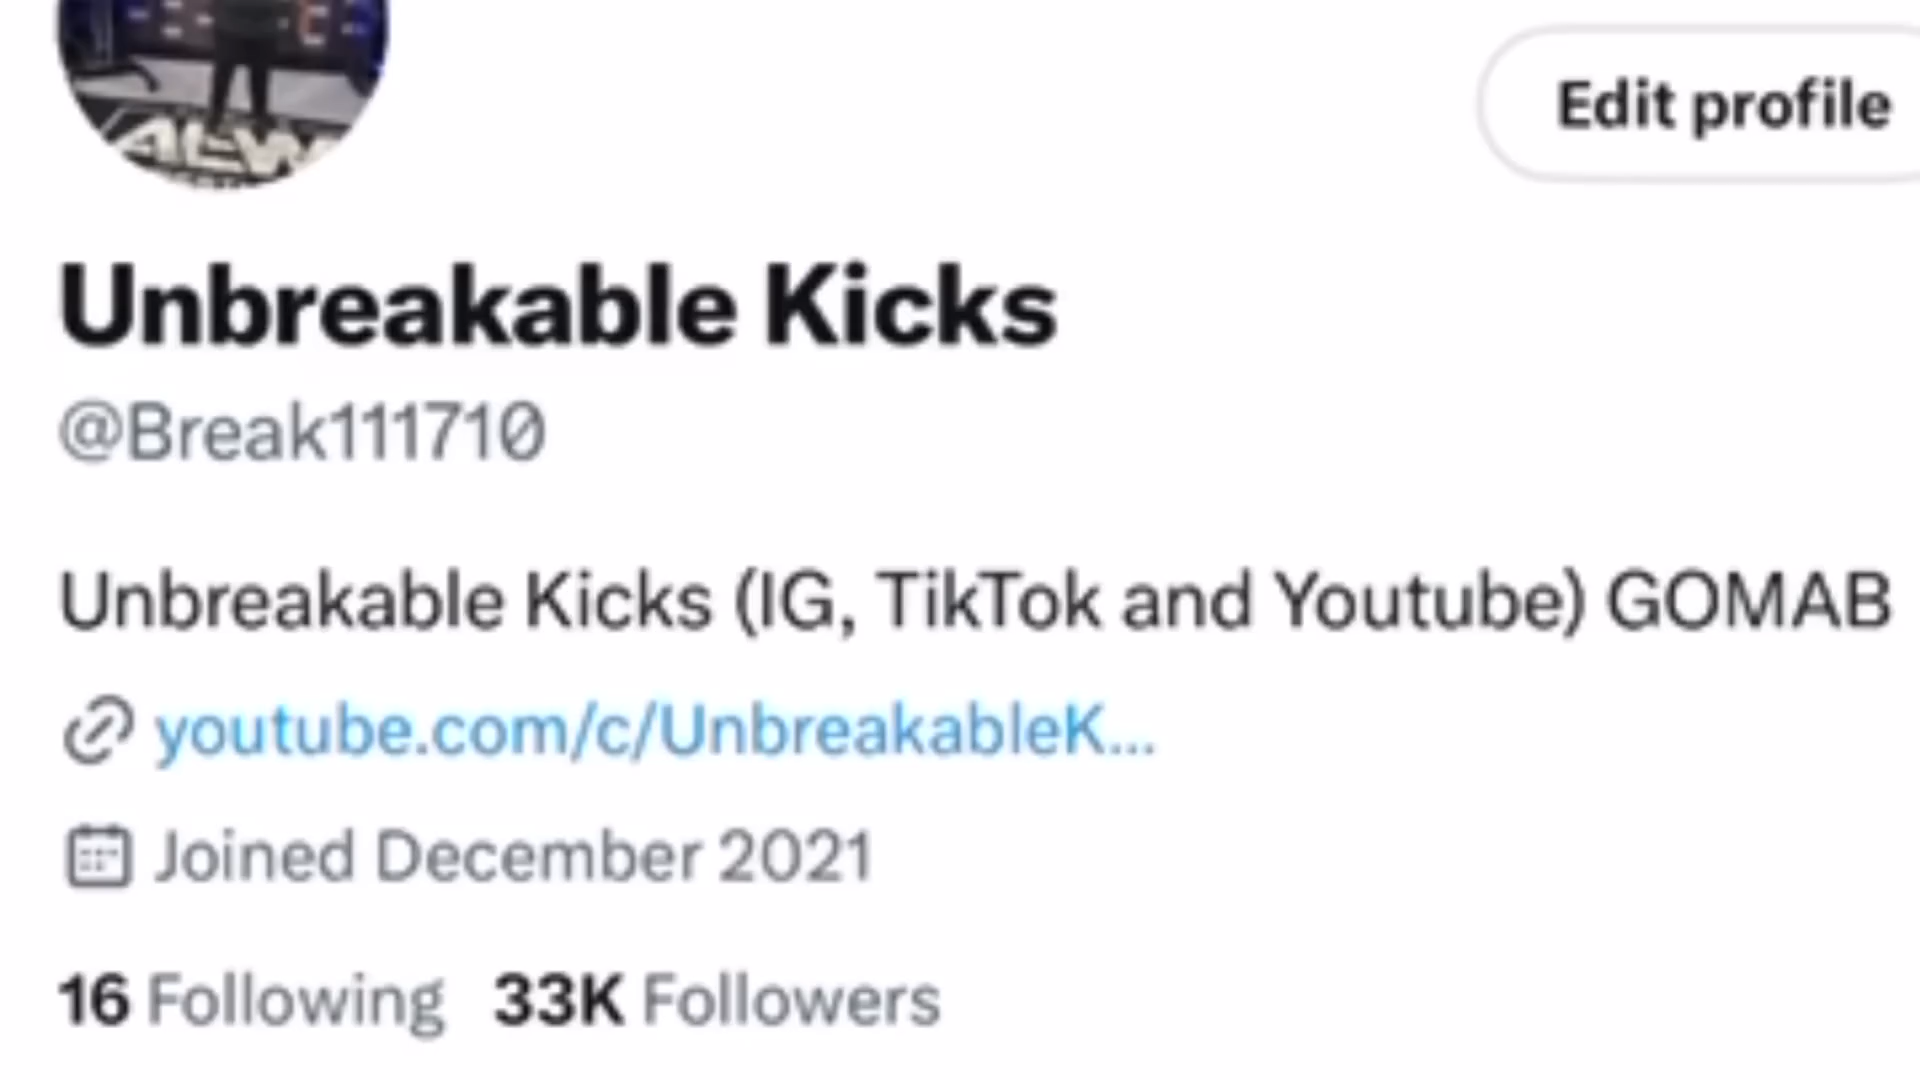 AEW
Edit profile
Unbreakable Kicks
@Break111710
Unbreakable Kicks (IG, TikTok and Youtube) GOMAB
youtube.com/c/UnbreakableK...
Joined December 2021
16 Following 33K Followers